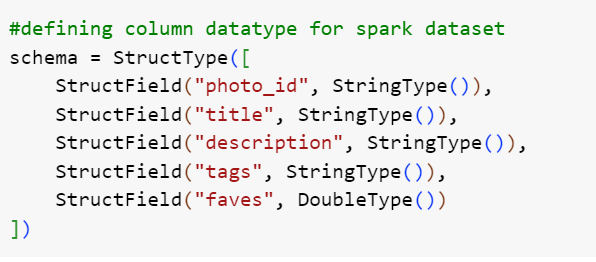 #defining column datatype for spark dataset
schema = StructType([
    StructField("photo_id", StringType()),
    StructField("title", StringType()),
    StructField("description", StringType()),
    StructField("tags", StringType()),
    StructField("faves", DoubleType())
])